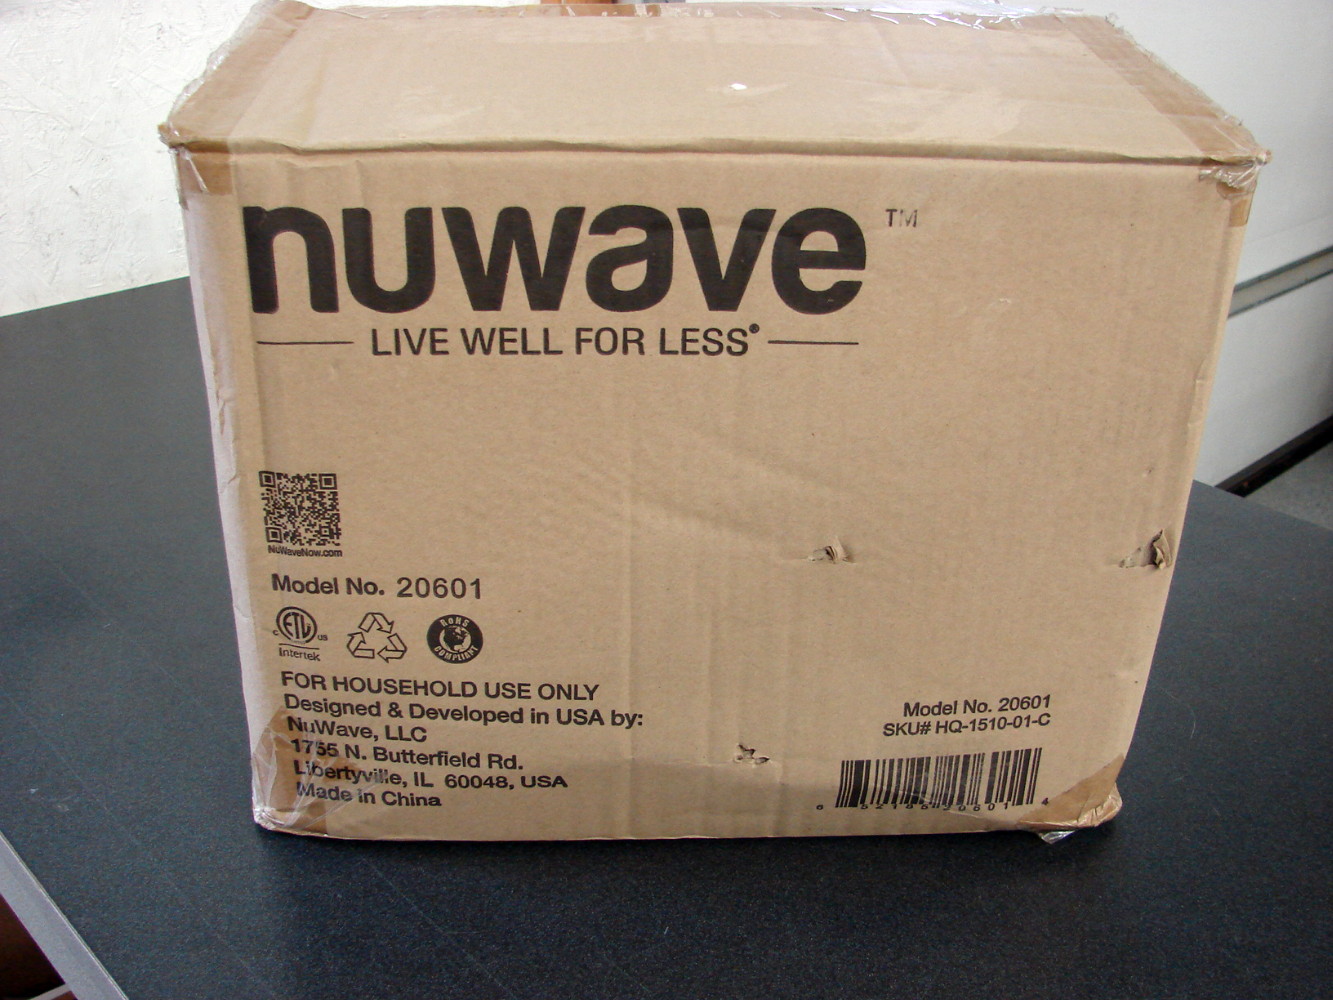 nuwave ™
LIVE WELL FOR LESS®
NuWaveNow.com
Model No. 20601
c ETL us
Intertek
RoHS COMPLIANT
FOR HOUSEHOLD USE ONLY
Designed & Developed in USA by:
NuWave, LLC
1755 N. Butterfield Rd.
Libertyville, IL 60048, USA
Made in China
Model No. 20601
SKU# HQ-1510-01-C